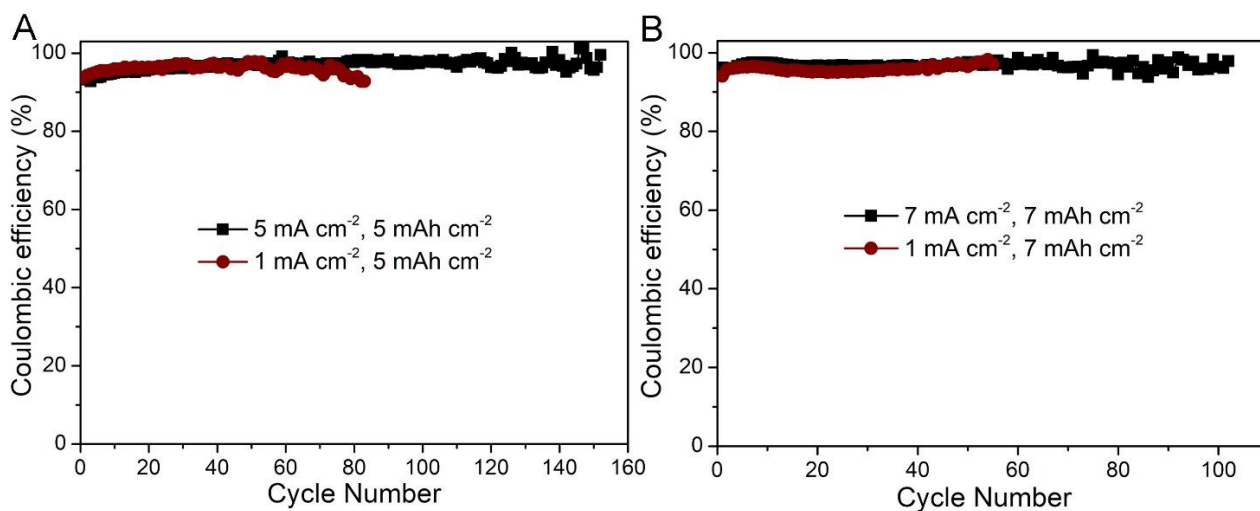 A
Coulombic efficiency (%)
100
80
60
40
20
0
5 mA cm⁻², 5 mAh cm⁻²
1 mA cm⁻², 5 mAh cm⁻²
0 20 40 60 80 100 120 140 160
Cycle Number
B
Coulombic efficiency (%)
100
80
60
40
20
0
7 mA cm⁻², 7 mAh cm⁻²
1 mA cm⁻², 7 mAh cm⁻²
0 20 40 60 80 100
Cycle Number